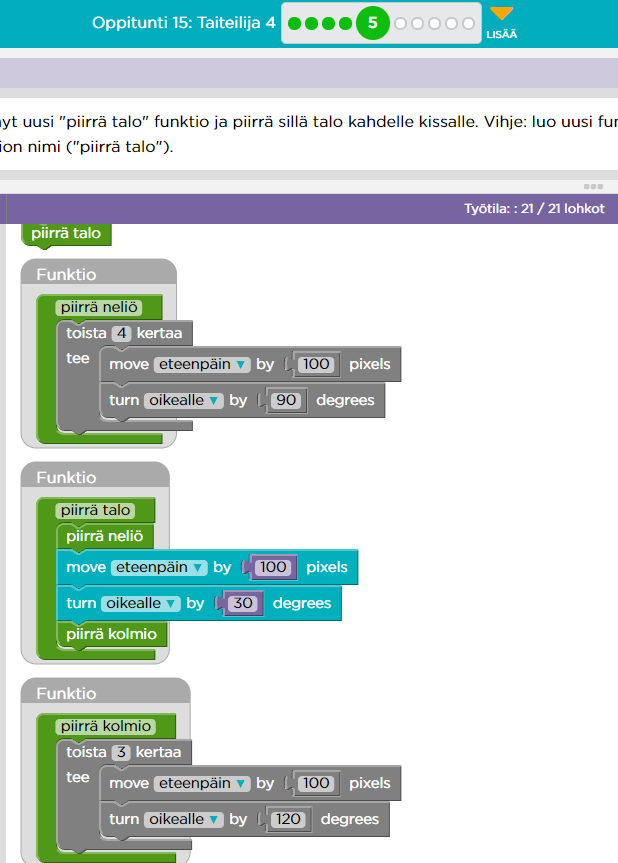 Oppitunti 15: Taiteilija 4
5
LISÄÄ
yt uusi "piirrä talo" funktio ja piirrä sillä talo kahdelle kissalle. Vihje: luo uusi fun
ion nimi ("piirrä talo").
Työtila: : 21 / 21 lohkot
piirrä talo
Funktio
piirrä neliö
toista 4 kertaa
tee
move eteenpäin ▼ by 100 pixels
turn oikealle ▼ by 90 degrees
Funktio
piirrä talo
piirrä neliö
move eteenpäin ▼ by 100 pixels
turn oikealle ▼ by 30 degrees
piirrä kolmio
Funktio
piirrä kolmio
toista 3 kertaa
tee
move eteenpäin ▼ by 100 pixels
turn oikealle ▼ by 120 degrees